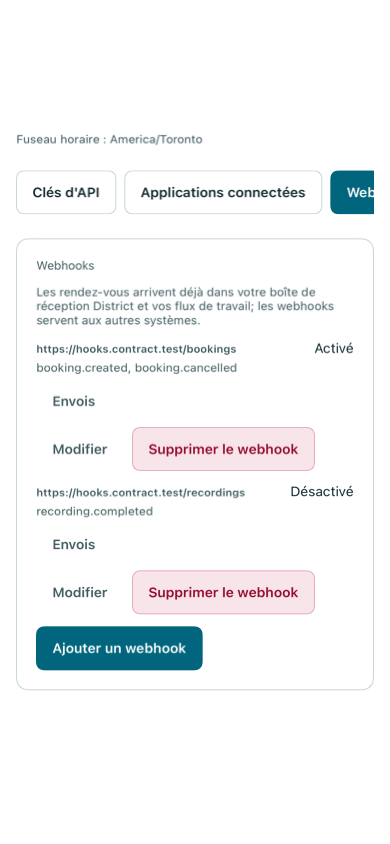 Fuseau horaire : America/Toronto
Clés d'API
Applications connectées
Web
Webhooks
Les rendez-vous arrivent déjà dans votre boîte de
réception District et vos flux de travail; les webhooks
servent aux autres systèmes.
https://hooks.contract.test/bookings
Activé
booking.created, booking.cancelled
Envois
Modifier
Supprimer le webhook
https://hooks.contract.test/recordings
Désactivé
recording.completed
Envois
Modifier
Supprimer le webhook
Ajouter un webhook